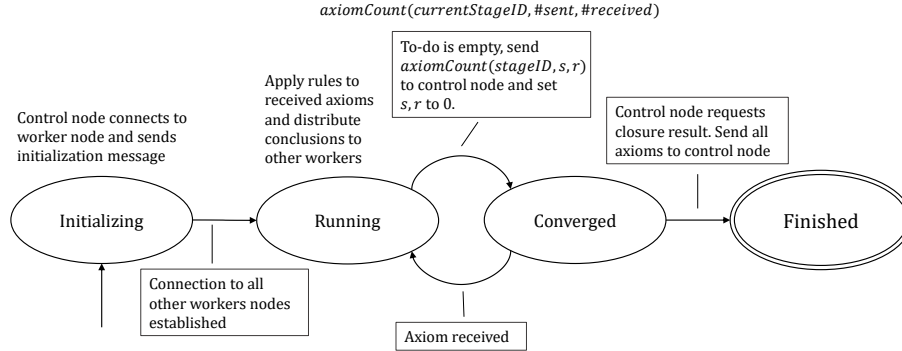 axiomCount(currentStageID, #sent, #received)
To-do is empty, send
axiomCount(stageID, s, r)
to control node and set
s, r to 0.
Apply rules to
received axioms
and distribute
conclusions to
other workers
Control node connects to
worker node and sends
initialization message
Control node requests
closure result. Send all
axioms to control node
Initializing
Running
Converged
Finished
Connection to all
other workers nodes
established
Axiom received